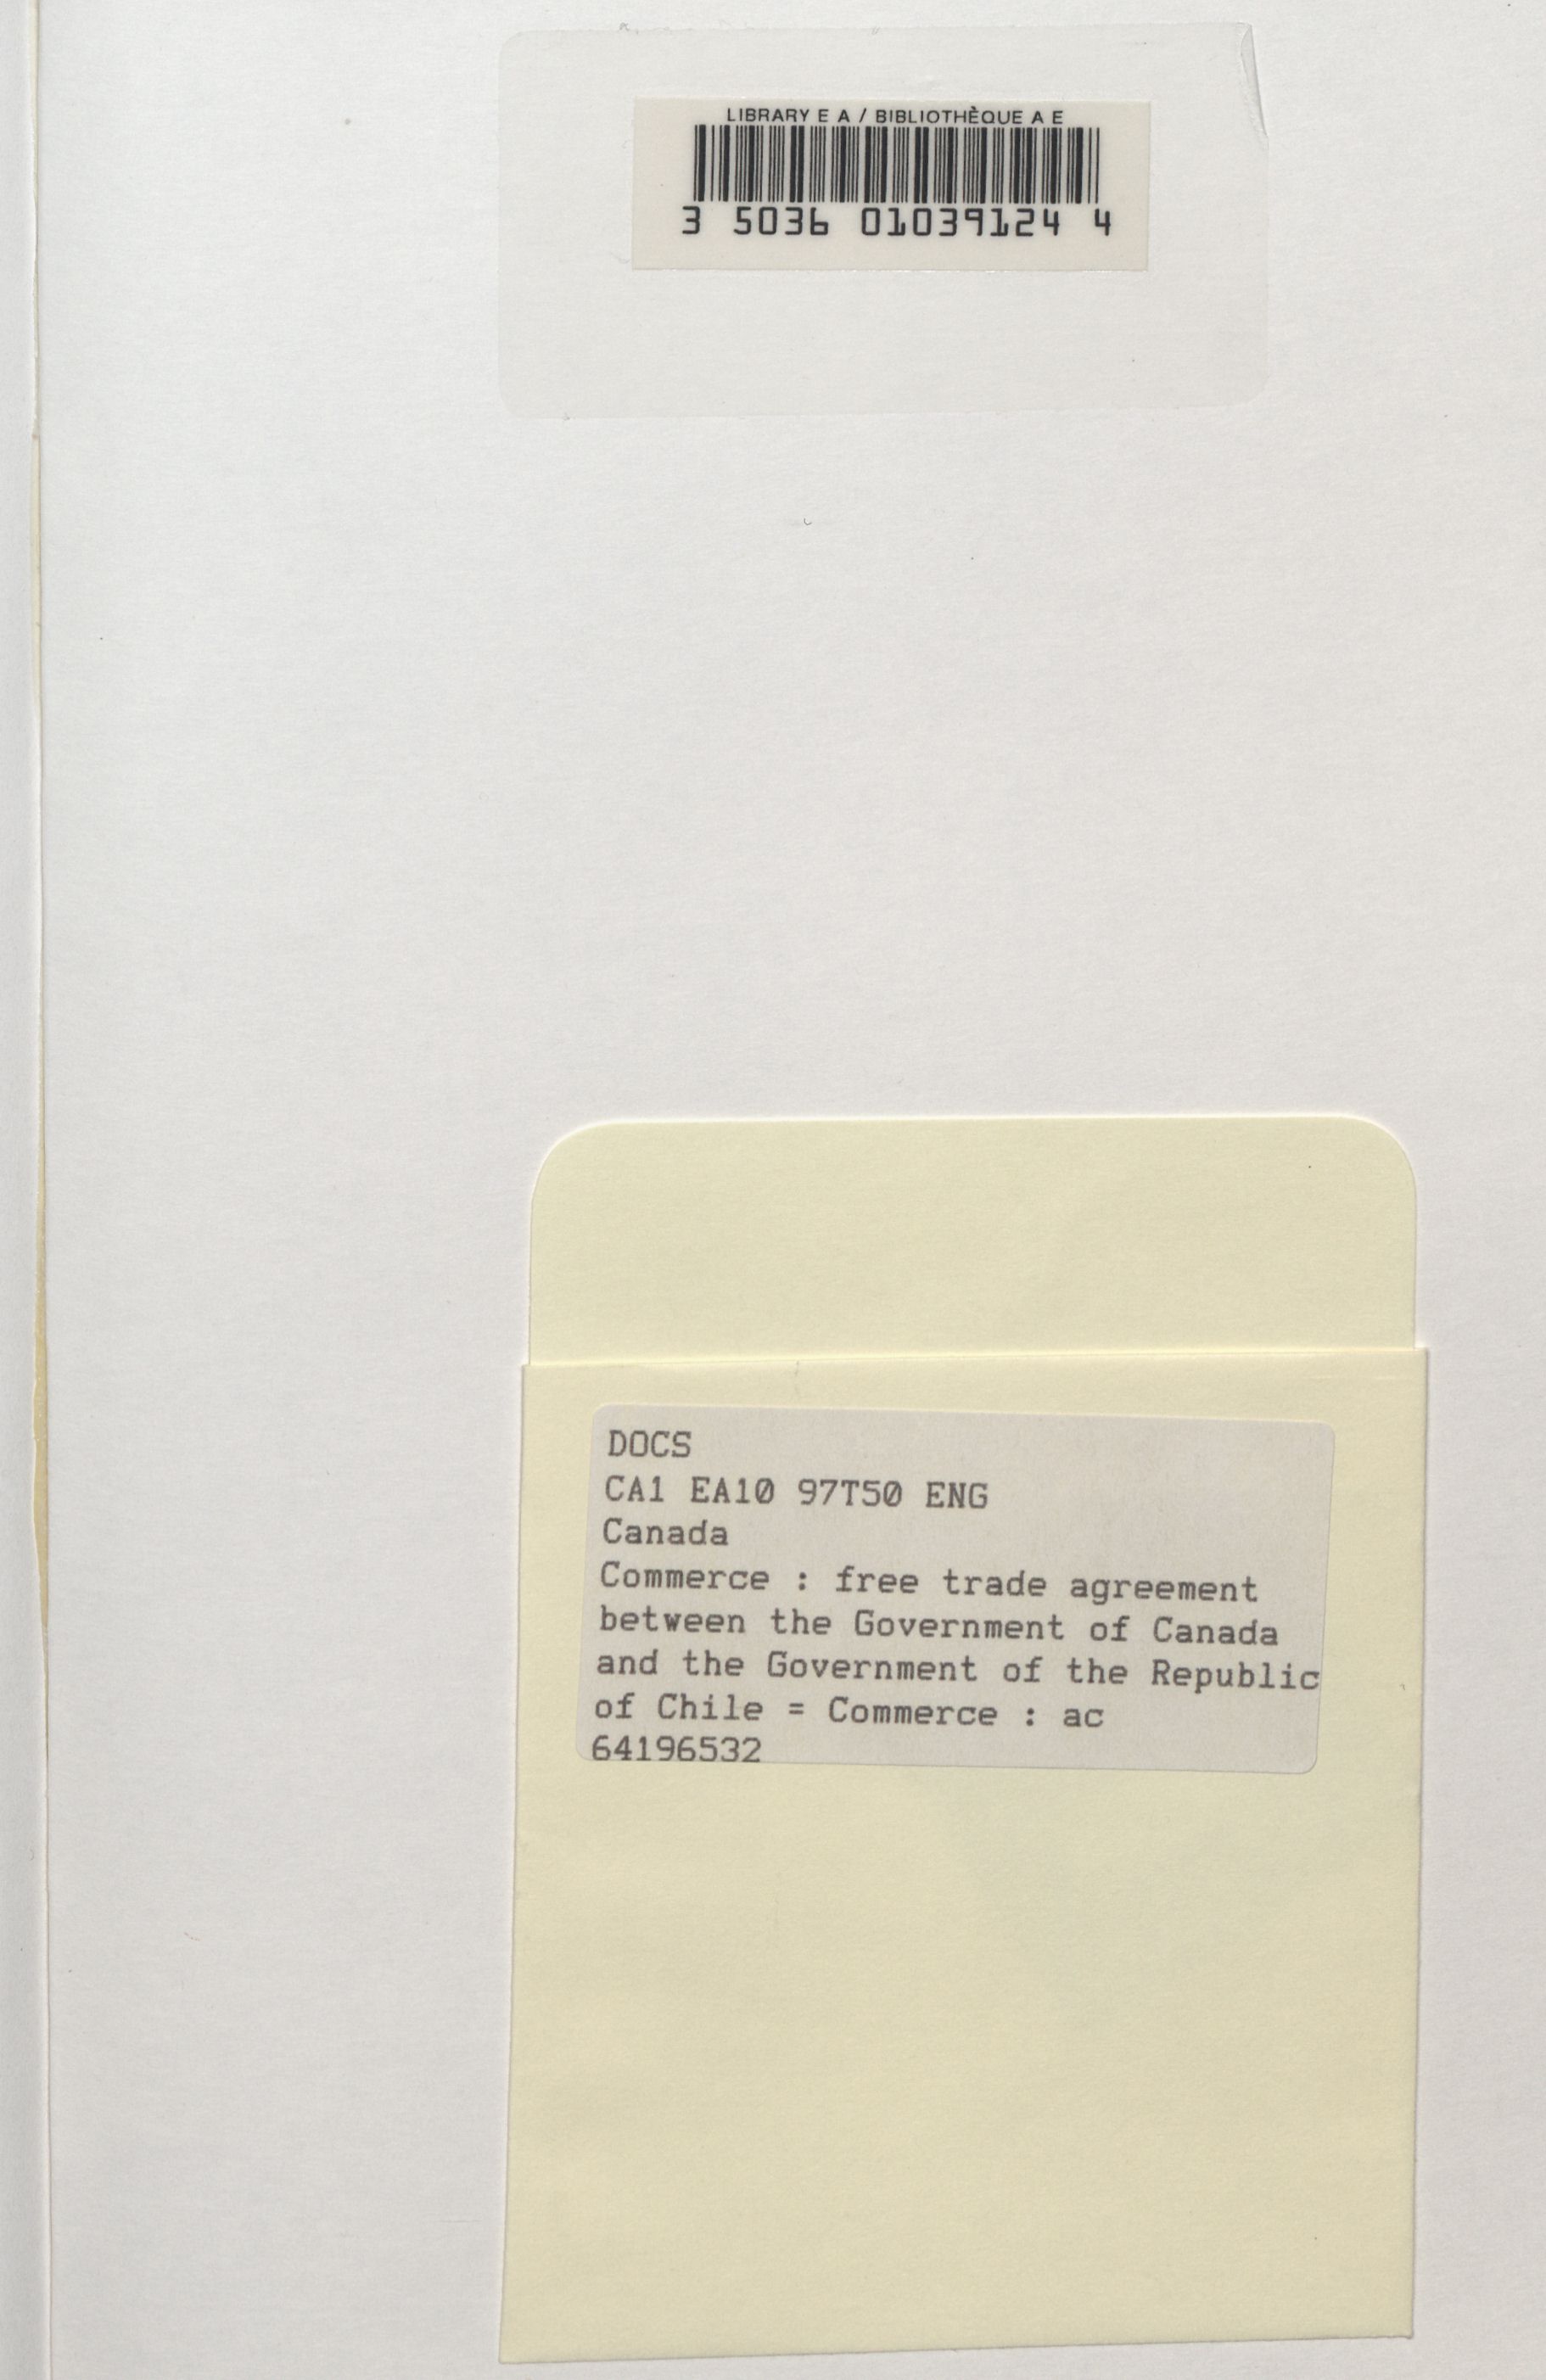 LIBRARY E A / BIBLIOTHÈQUE A E
3 5036 01039124 4
DOCS
CA1 EA10 97T50 ENG
Canada
Commerce : free trade agreement
between the Government of Canada
and the Government of the Republic
of Chile = Commerce : ac
64196532